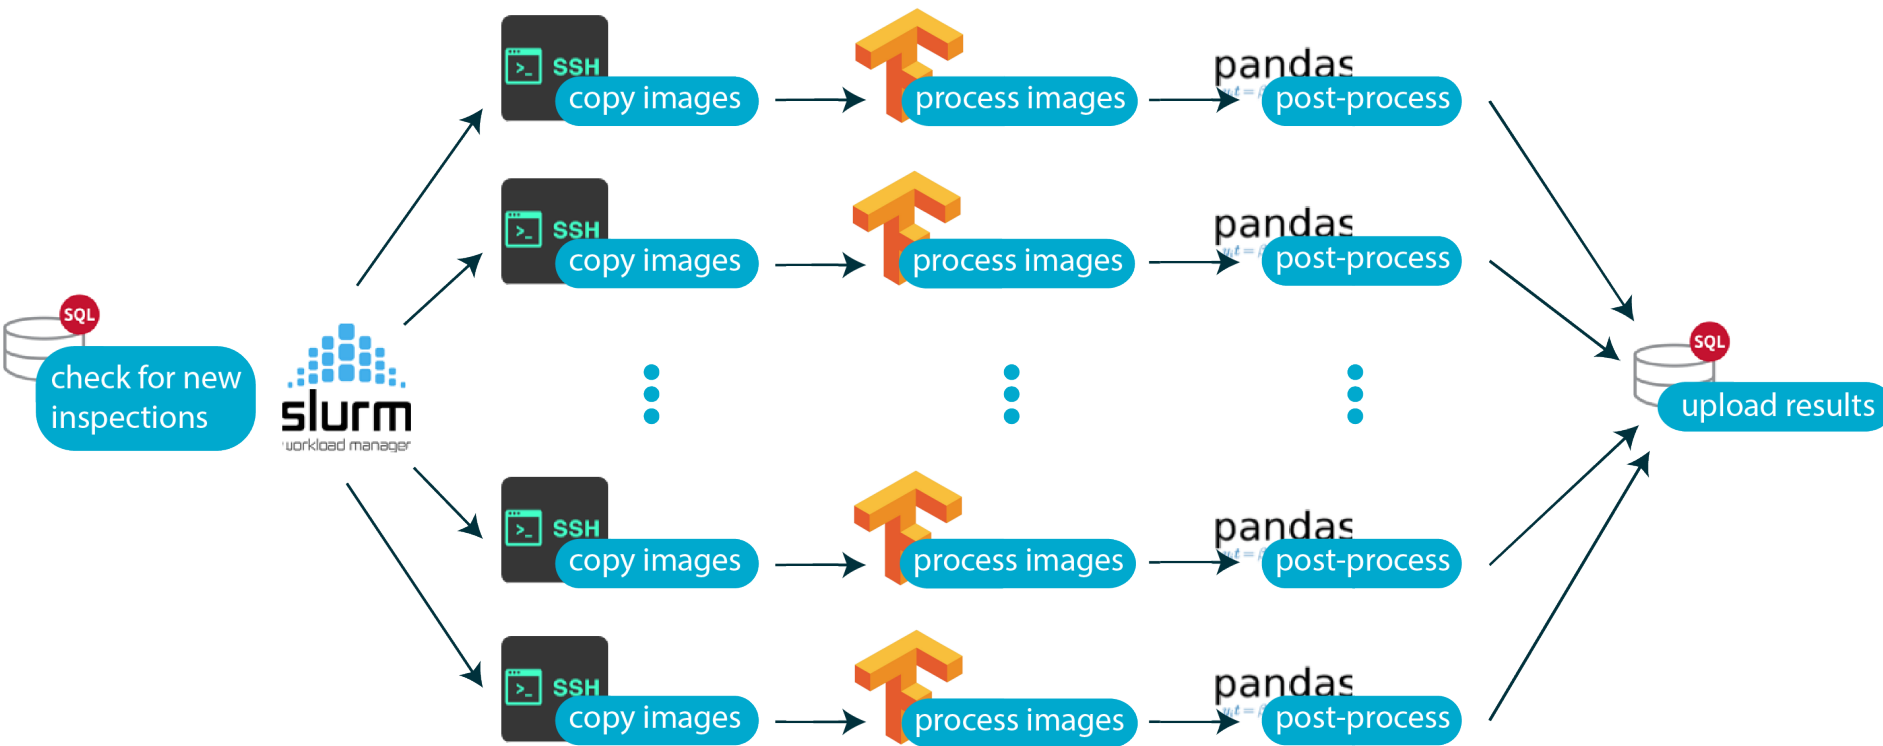 SQL
check for new
inspections
slurm
workload manager
SSH
copy images
process images
pandas
post-process
SSH
copy images
process images
pandas
post-process
SSH
copy images
process images
pandas
post-process
SSH
copy images
process images
pandas
post-process
SQL
upload results